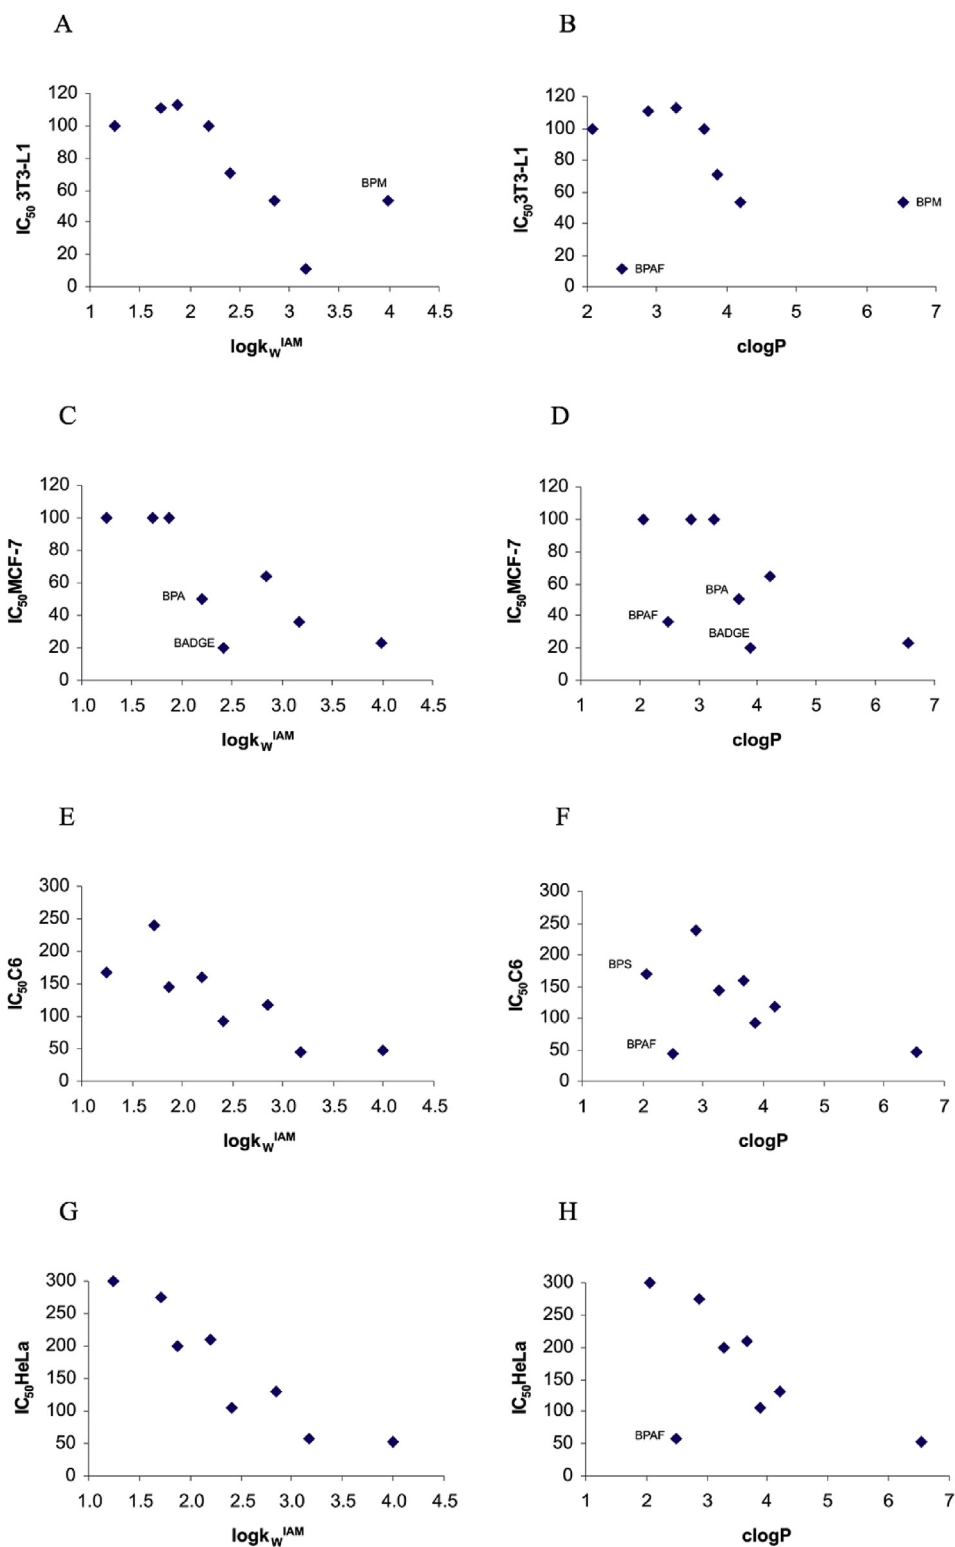 A
120
100
80
60
40
20
0
IC50 3T3-L1
BPM
1 1.5 2 2.5 3 3.5 4 4.5
logkW^IAM
B
120
100
80
60
40
20
0
IC503T3-L1
BPM
BPAF
2 3 4 5 6 7
clogP
C
120
100
80
60
40
20
0
IC50MCF-7
BPA
BADGE
1.0 1.5 2.0 2.5 3.0 3.5 4.0 4.5
logkW^IAM
D
120
100
80
60
40
20
0
IC50MCF-7
BPA
BPAF
BADGE
1 2 3 4 5 6 7
clogP
E
300
250
200
150
100
50
0
IC50C6
1.0 1.5 2.0 2.5 3.0 3.5 4.0 4.5
logkW^IAM
F
300
250
200
150
100
50
0
IC50C6
BPS
BPAF
1 2 3 4 5 6 7
clogP
G
300
250
200
150
100
50
0
IC50HeLa
1.0 1.5 2.0 2.5 3.0 3.5 4.0 4.5
logkW^IAM
H
300
250
200
150
100
50
0
IC50HeLa
BPAF
1 2 3 4 5 6 7
clogP